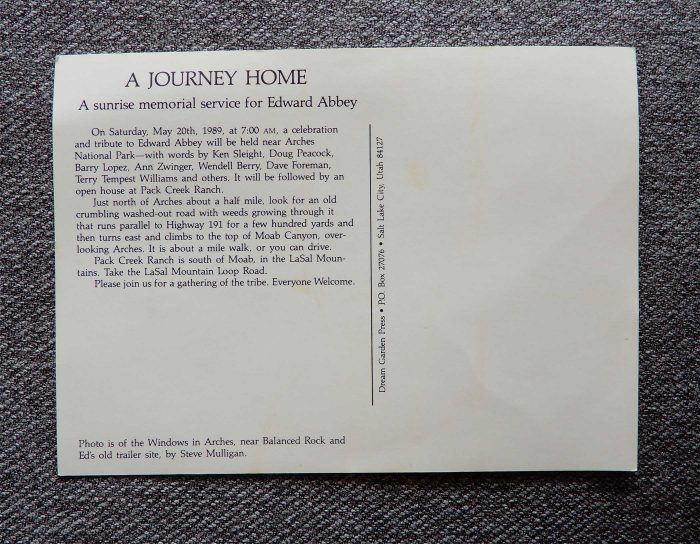 A JOURNEY HOME
A sunrise memorial service for Edward Abbey
On Saturday, May 20th, 1989, at 7:00 AM, a celebration
and tribute to Edward Abbey will be held near Arches
National Park—with words by Ken Sleight, Doug Peacock,
Barry Lopez, Ann Zwinger, Wendell Berry, Dave Foreman,
Terry Tempest Williams and others. It will be followed by an
open house at Pack Creek Ranch.
Just north of Arches about a half mile, look for an old
crumbling washed-out road with weeds growing through it
that runs parallel to Highway 191 for a few hundred yards and
then turns east and climbs to the top of Moab Canyon, over-
looking Arches. It is about a mile walk, or you can drive.
Pack Creek Ranch is south of Moab, in the LaSal Moun-
tains. Take the LaSal Mountain Loop Road.
Please join us for a gathering of the tribe. Everyone Welcome.
Photo is of the Windows in Arches, near Balanced Rock and
Ed's old trailer site, by Steve Mulligan.
Dream Garden Press • P.O. Box 27076 • Salt Lake City, Utah 84127